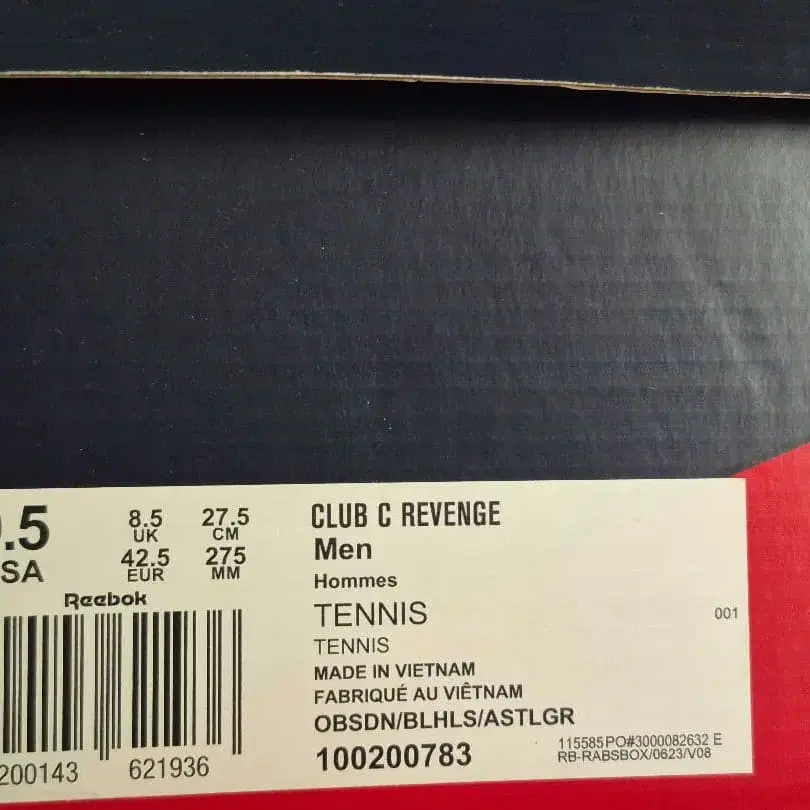 .5
8.5
UK
27.5
CM
SA
42.5
EUR
275
MM
Reebok
200143 621936
CLUB C REVENGE
Men
Hommes
TENNIS
TENNIS
001
MADE IN VIETNAM
FABRIQUÉ AU VIÊTNAM
OBSDN/BLHLS/ASTLGR
100200783
115585PO#3000082632 E
RB-RABSBOX/0623/V08